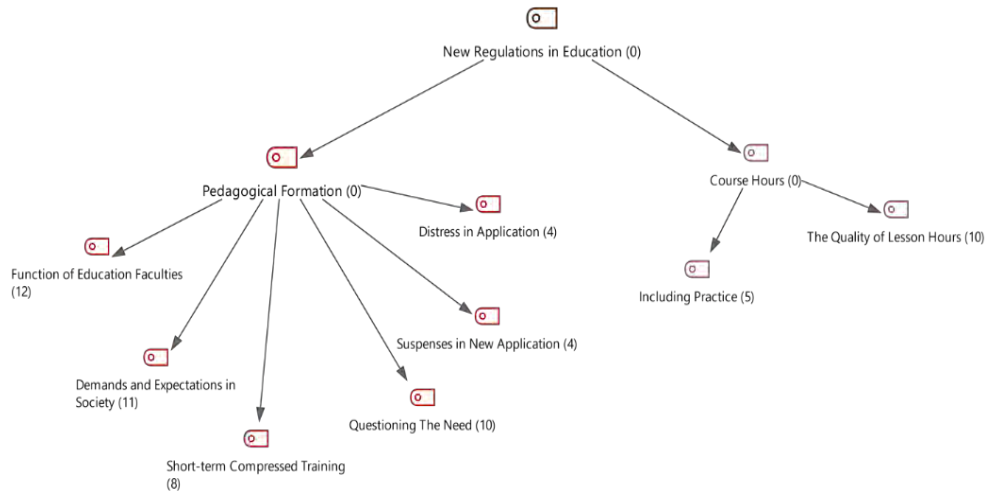 New Regulations in Education (0)
Pedagogical Formation (0)
Course Hours (0)
Distress in Application (4)
The Quality of Lesson Hours (10)
Function of Education Faculties
(12)
Including Practice (5)
Suspenses in New Application (4)
Demands and Expectations in
Society (11)
Questioning The Need (10)
Short-term Compressed Training
(8)